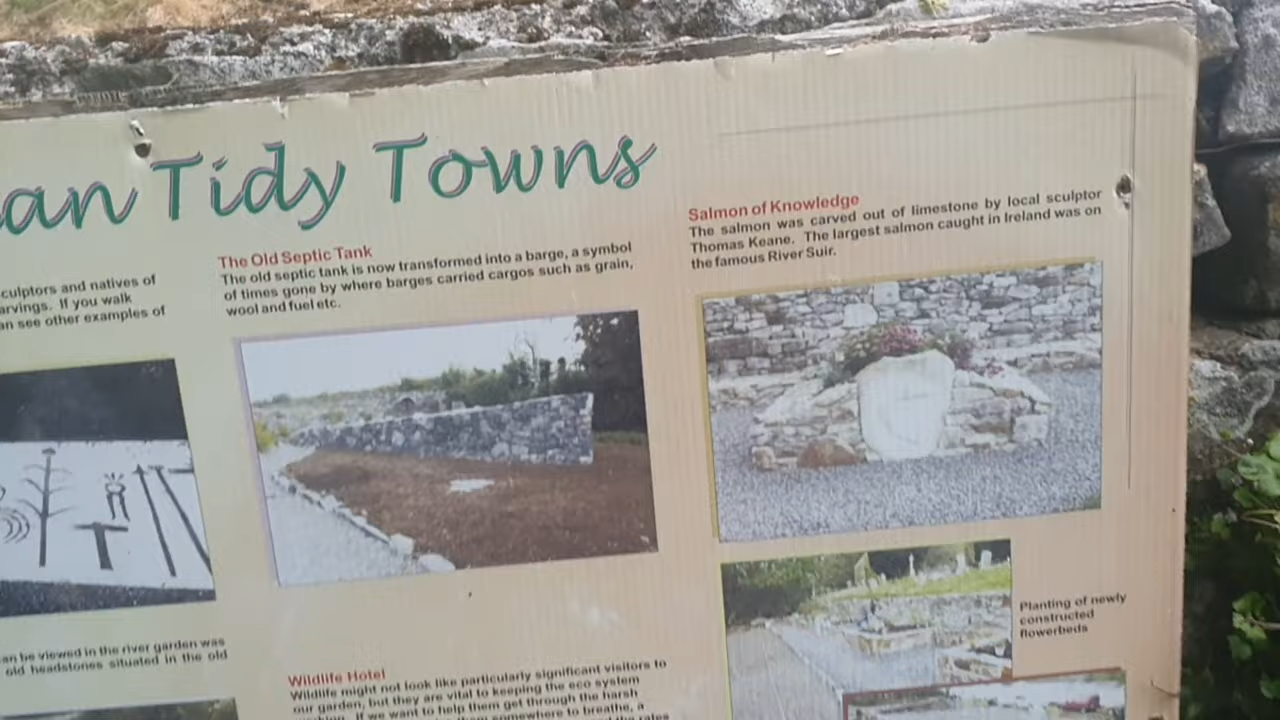 an Tidy Towns
culptors and natives of
arvings. If you walk
an see other examples of
The Old Septic Tank
The old septic tank is now transformed into a barge, a symbol
of times gone by where barges carried cargos such as grain,
wool and fuel etc.
Salmon of Knowledge
The salmon was carved out of limestone by local sculptor
Thomas Keane. The largest salmon caught in Ireland was on
the famous River Suir.
an be viewed in the river garden was
old headstones situated in the old
Wildlife Hotel
Wildlife might not look like particularly significant visitors to
our garden, but they are vital to keeping the eco system
If we want to help them get through the harsh
somewhere to breathe, a
Planting of newly
constructed
flowerbeds